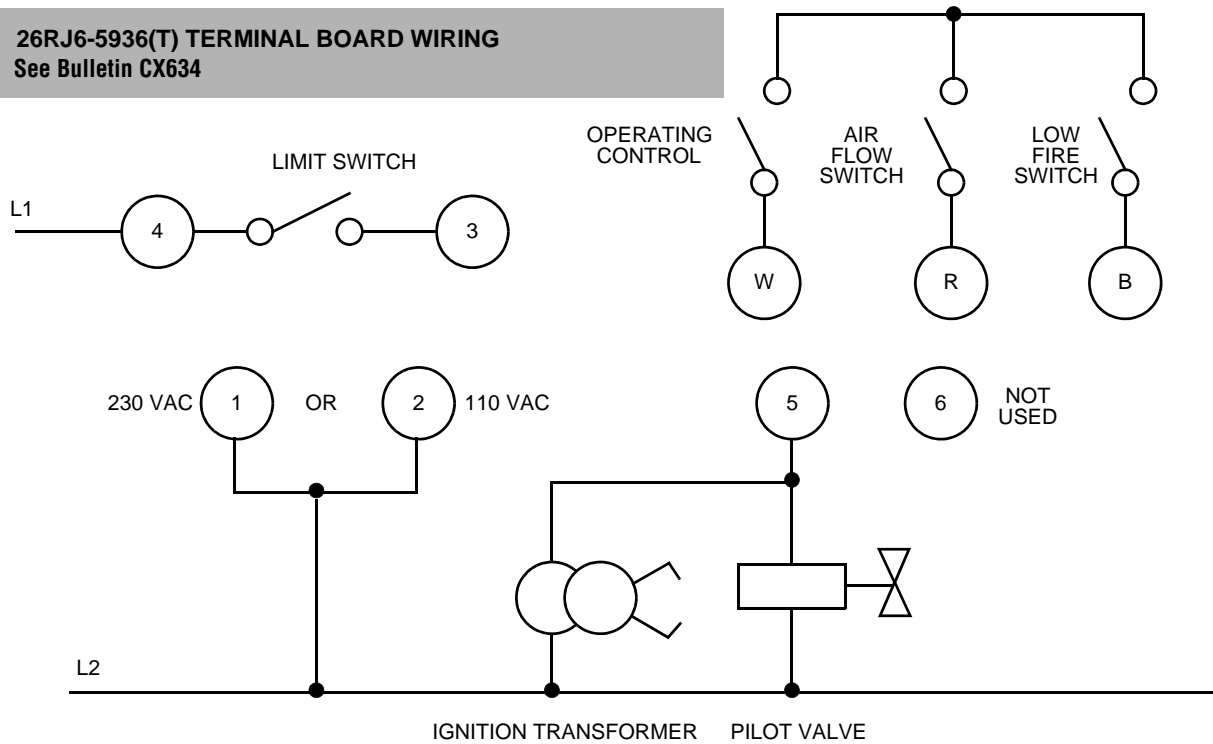 26RJ6-5936(T) TERMINAL BOARD WIRING
See Bulletin CX634
OPERATING
CONTROL
AIR
FLOW
SWITCH
LOW
FIRE
SWITCH
LIMIT SWITCH
L1
4
3
W
R
B
230 VAC
1
OR
2
110 VAC
5
6
NOT
USED
L2
IGNITION TRANSFORMER
PILOT VALVE